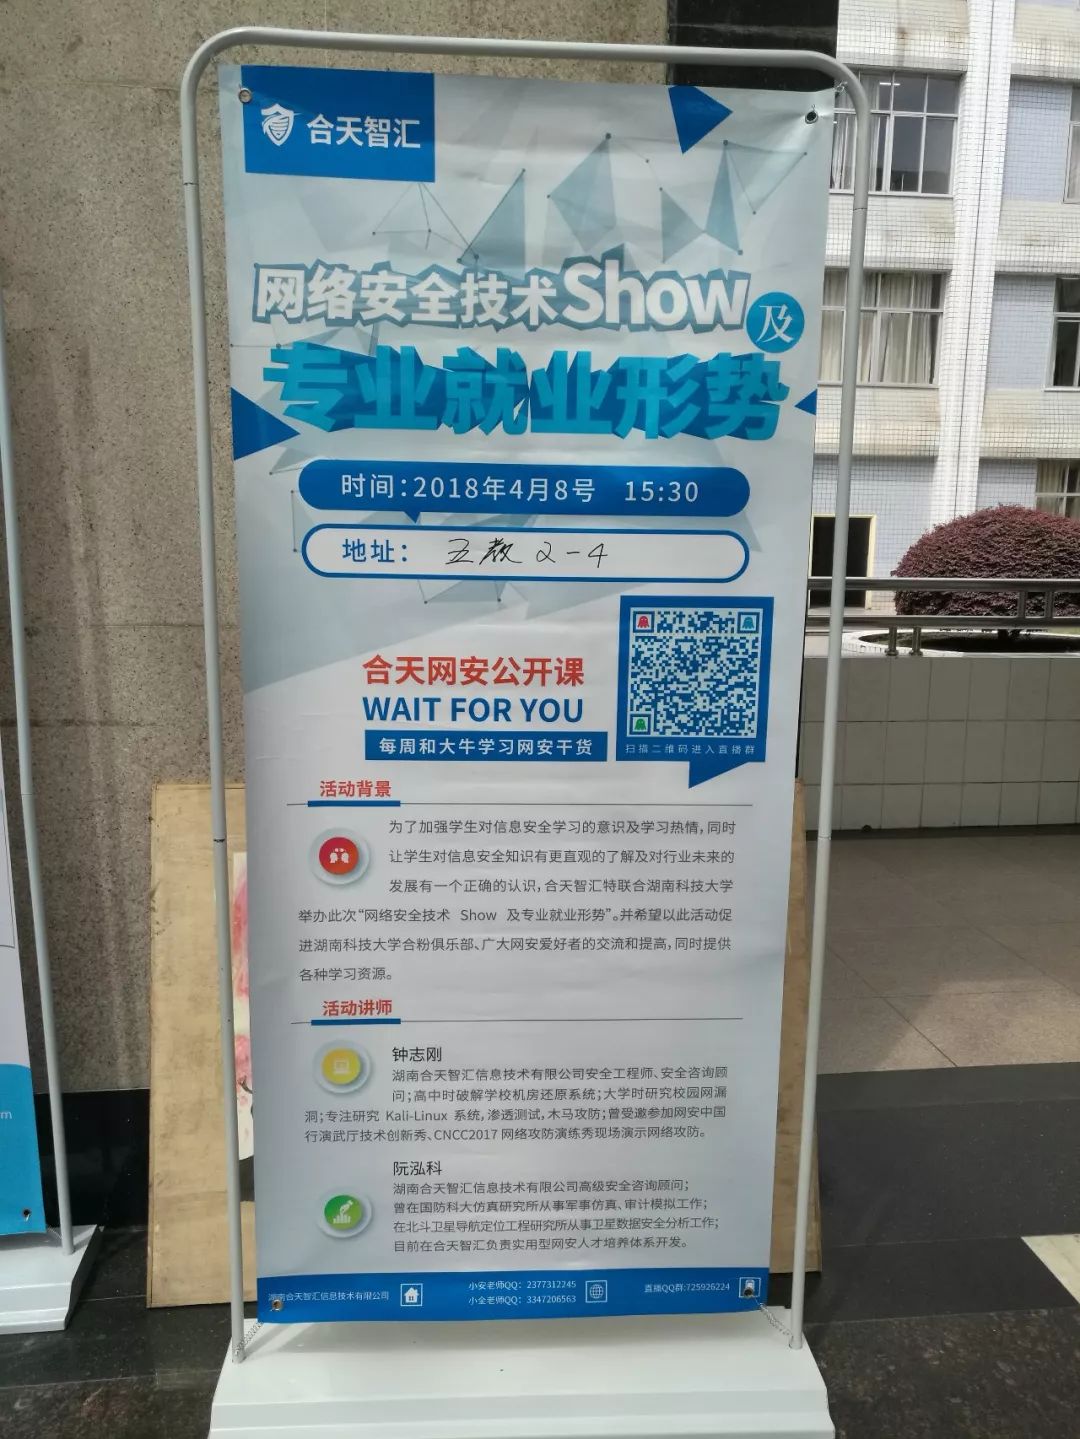 合天智汇
网络安全技术Show及
专业就业形势
时间:2018年4月8号 15:30
地址: 五教 2-4
合天网安公开课
WAIT FOR YOU
每周和大牛学习网安干货
扫描二维码进入直播群
活动背景
为了加强学生对信息安全学习的意识及学习热情,同时
让学生对信息安全知识有更直观的了解及对行业未来的
发展有一个正确的认识,合天智汇特联合湖南科技大学
举办此次“网络安全技术 Show 及专业就业形势”。并希望以此活动促
进湖南科技大学合粉俱乐部、广大网安爱好者的交流和提高,同时提供
各种学习资源。
活动讲师
钟志刚
湖南合天智汇信息技术有限公司安全工程师、安全咨询顾
问;高中时破解学校机房还原系统;大学时研究校园网漏
洞;专注研究 Kali-Linux 系统,渗透测试,木马攻防;曾受邀参加网安中国
行演武厅技术创新秀、CNCC2017 网络攻防演练秀现场演示网络攻防。
阮泓科
湖南合天智汇信息技术有限公司高级安全咨询顾问;
曾在国防科大仿真研究所从事军事仿真、审计模拟工作;
在北斗卫星导航定位工程研究所从事卫星数据安全分析工作;
目前在合天智汇负责实用型网安人才培养体系开发。
湖南合天智汇信息技术有限公司
小安老师QQ: 2377312245
小全老师QQ: 3347206563
直播QQ群:725926224
om